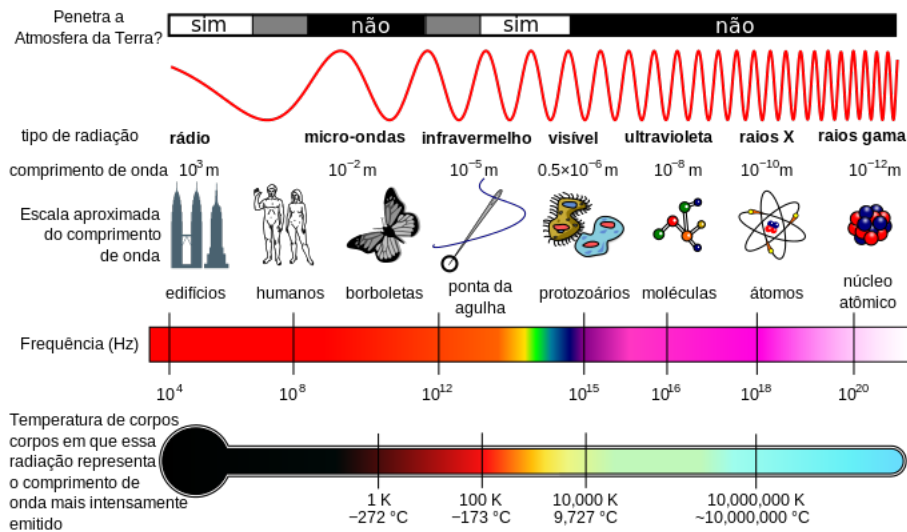 Penetra a
Atmosfera da Terra?
sim não sim não
tipo de radiação rádio micro-ondas infravermelho visível ultravioleta raios X raios gama
comprimento de onda 10³ m 10⁻² m 10⁻⁵ m 0.5×10⁻⁶ m 10⁻⁸ m 10⁻¹⁰ m 10⁻¹² m
Escala aproximada
do comprimento
de onda
edifícios humanos borboletas ponta da agulha protozoários moléculas átomos núcleo atômico
Frequência (Hz)
10⁴ 10⁸ 10¹² 10¹⁵ 10¹⁶ 10¹⁸ 10²⁰
Temperatura de corpos
corpos em que essa
radiação representa
o comprimento de
onda mais intensamente
emitido
1 K 100 K 10,000 K 10,000,000 K
−272 °C −173 °C 9,727 °C ~10,000,000 °C